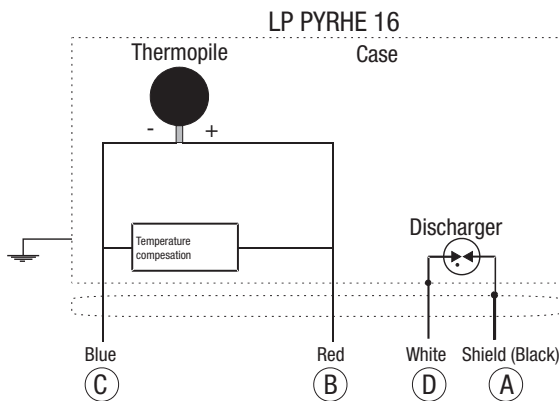 LP PYRHE 16
Thermopile
Case
- +
Temperature
compesation
Discharger
Blue Red White Shield (Black)
C B D A